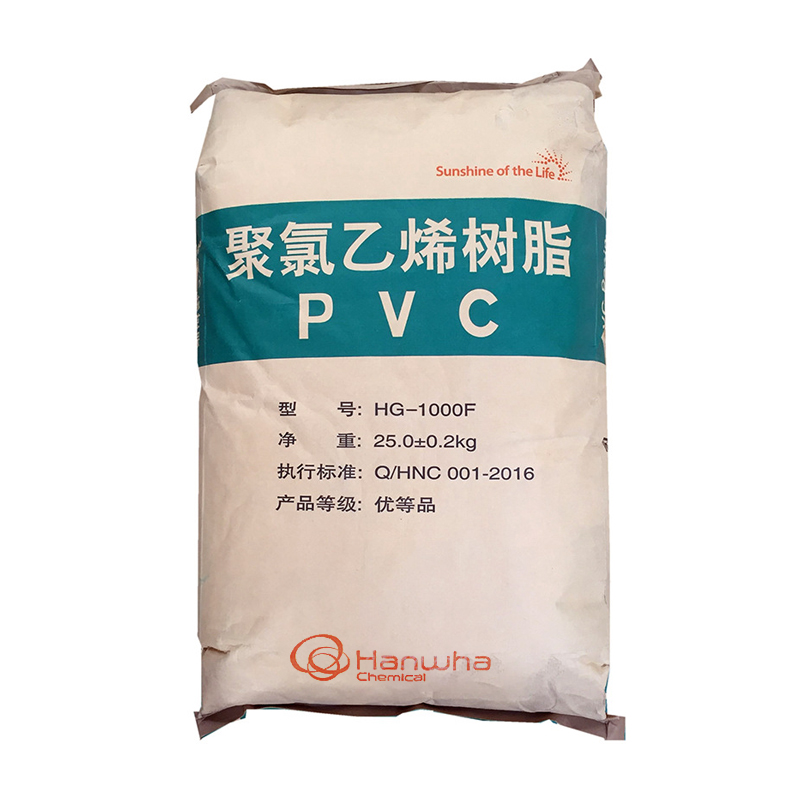 Sunshine of the Life
聚氯乙烯树脂
PVC
型 号: HG-1000F
净 重: 25.0±0.2kg
执行标准: Q/HNC 001-2016
产品等级: 优等品
Hanwha
Chemical